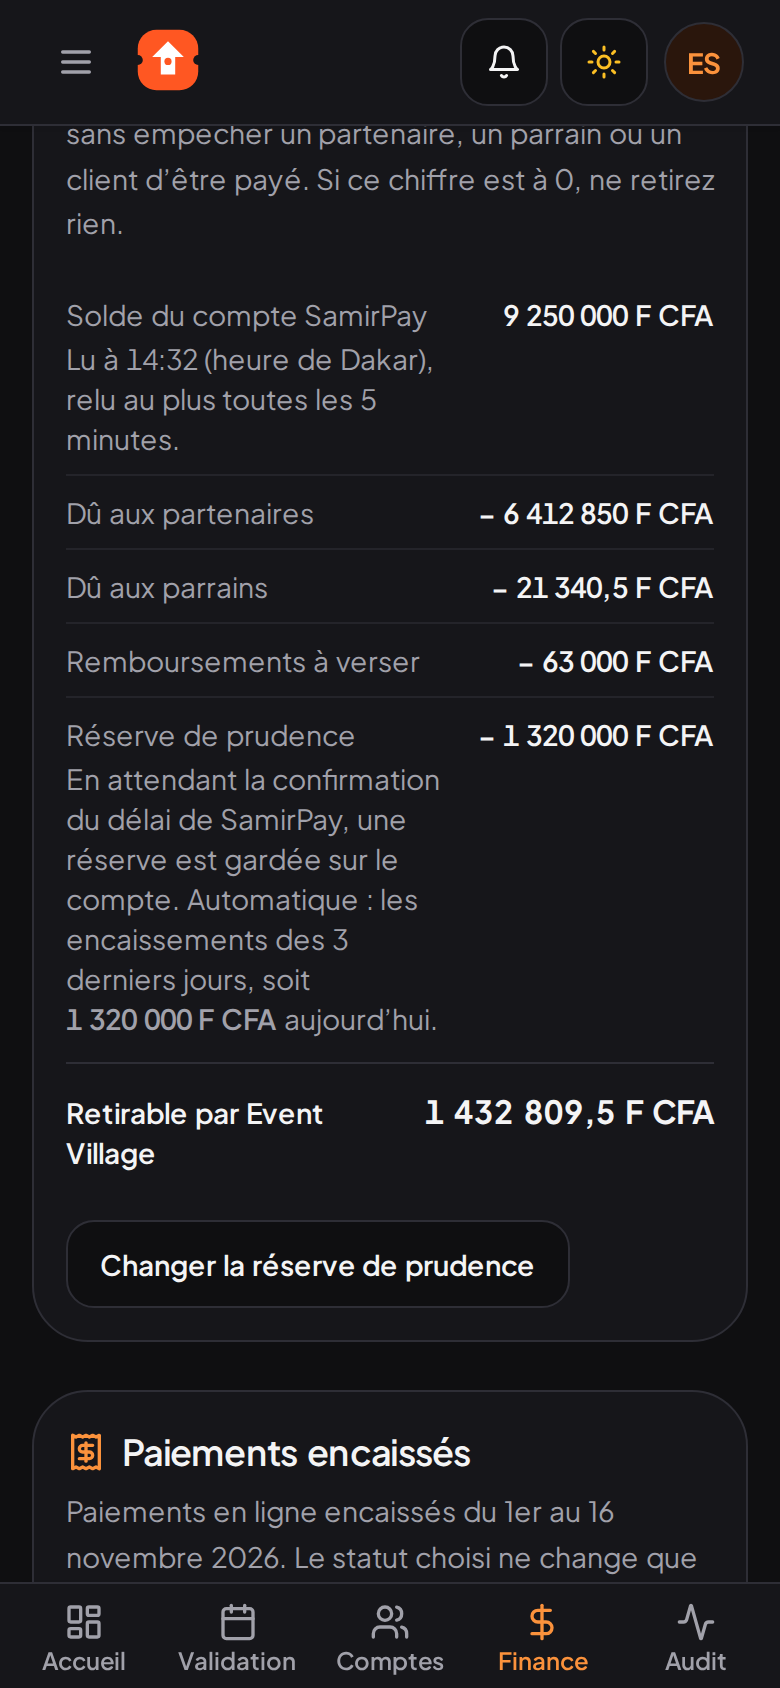 ES
sans empêcher un partenaire, un parrain ou un
client d’être payé. Si ce chiffre est à 0, ne retirez
rien.
Solde du compte SamirPay 9 250 000 F CFA
Lu à 14:32 (heure de Dakar),
relu au plus toutes les 5
minutes.
Dû aux partenaires – 6 412 850 F CFA
Dû aux parrains – 21 340,5 F CFA
Remboursements à verser – 63 000 F CFA
Réserve de prudence – 1 320 000 F CFA
En attendant la confirmation
du délai de SamirPay, une
réserve est gardée sur le
compte. Automatique : les
encaissements des 3
derniers jours, soit
1 320 000 F CFA aujourd’hui.
Retirable par Event 1 432 809,5 F CFA
Village
Changer la réserve de prudence
Paiements encaissés
Paiements en ligne encaissés du 1er au 16
novembre 2026. Le statut choisi ne change que
Accueil Validation Comptes Finance Audit